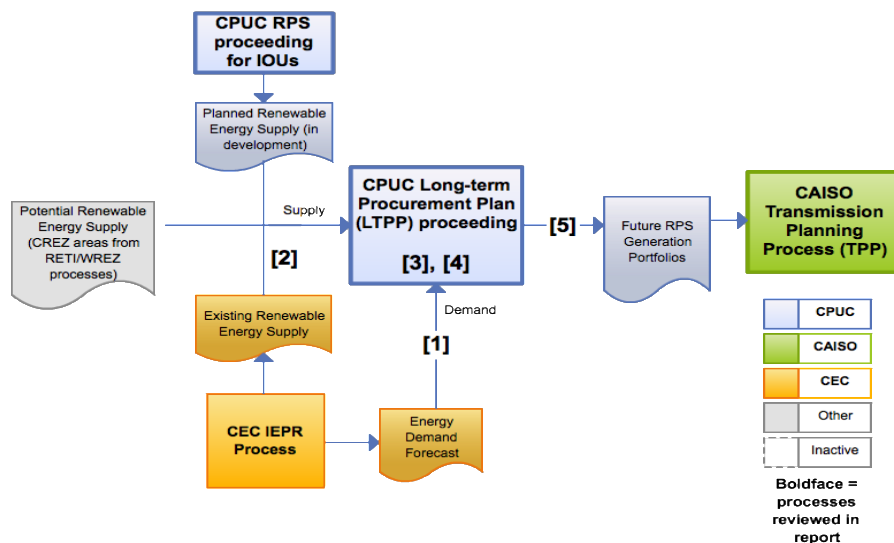 CPUC RPS
proceeding
for IOUs
Planned Renewable
Energy Supply (in
development)
Potential Renewable
Energy Supply
(CREZ areas from
RETI/WREZ
processes)
Supply
[2]
CPUC Long-term
Procurement Plan
(LTPP) proceeding
[3], [4]
[5]
Future RPS
Generation
Portfolios
CAISO
Transmission
Planning
Process (TPP)
Existing Renewable
Energy Supply
Demand
[1]
CEC IEPR
Process
Energy
Demand
Forecast
CPUC
CAISO
CEC
Other
Inactive
Boldface =
processes
reviewed in
report